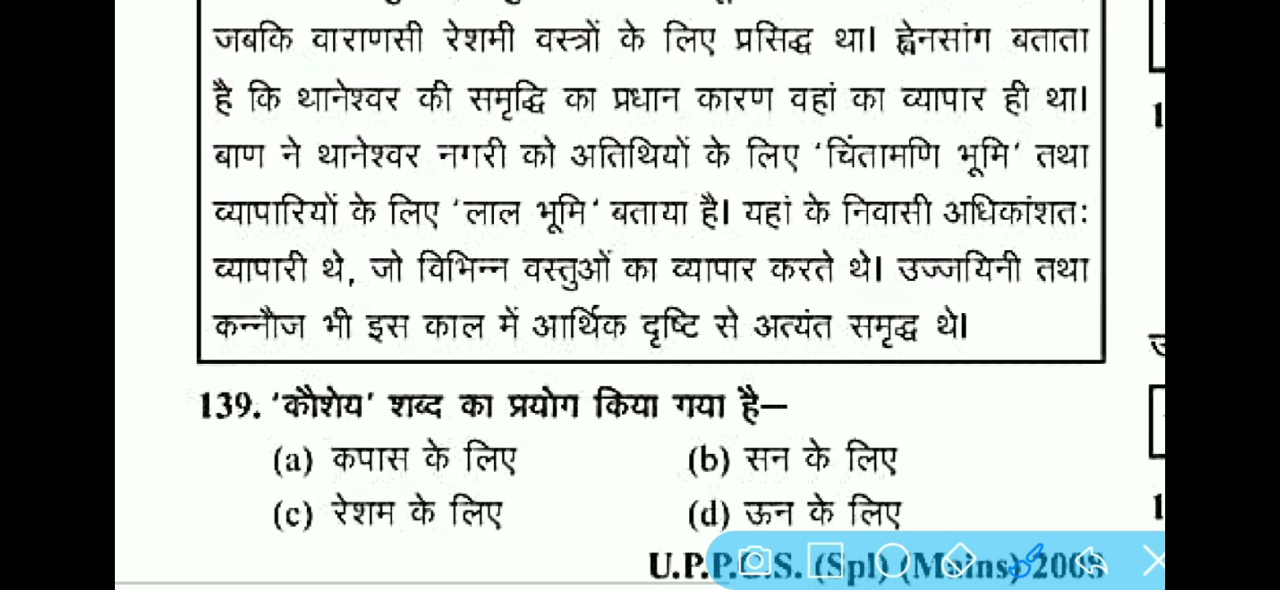 जबकि वाराणसी रेशमी वस्त्रों के लिए प्रसिद्ध था। ह्वेनसांग बताता
है कि थानेश्वर की समृद्धि का प्रधान कारण वहां का व्यापार ही था।
बाण ने थानेश्वर नगरी को अतिथियों के लिए ‘चिंतामणि भूमि’ तथा
व्यापारियों के लिए ‘लाल भूमि’ बताया है। यहां के निवासी अधिकांशतः
व्यापारी थे, जो विभिन्न वस्तुओं का व्यापार करते थे। उज्जयिनी तथा
कन्नौज भी इस काल में आर्थिक दृष्टि से अत्यंत समृद्ध थे।
139. ‘कौशेय’ शब्द का प्रयोग किया गया है—
(a) कपास के लिए (b) सन के लिए
(c) रेशम के लिए (d) ऊन के लिए
U.P.P.C.S. (Spl) (Mains) 2008